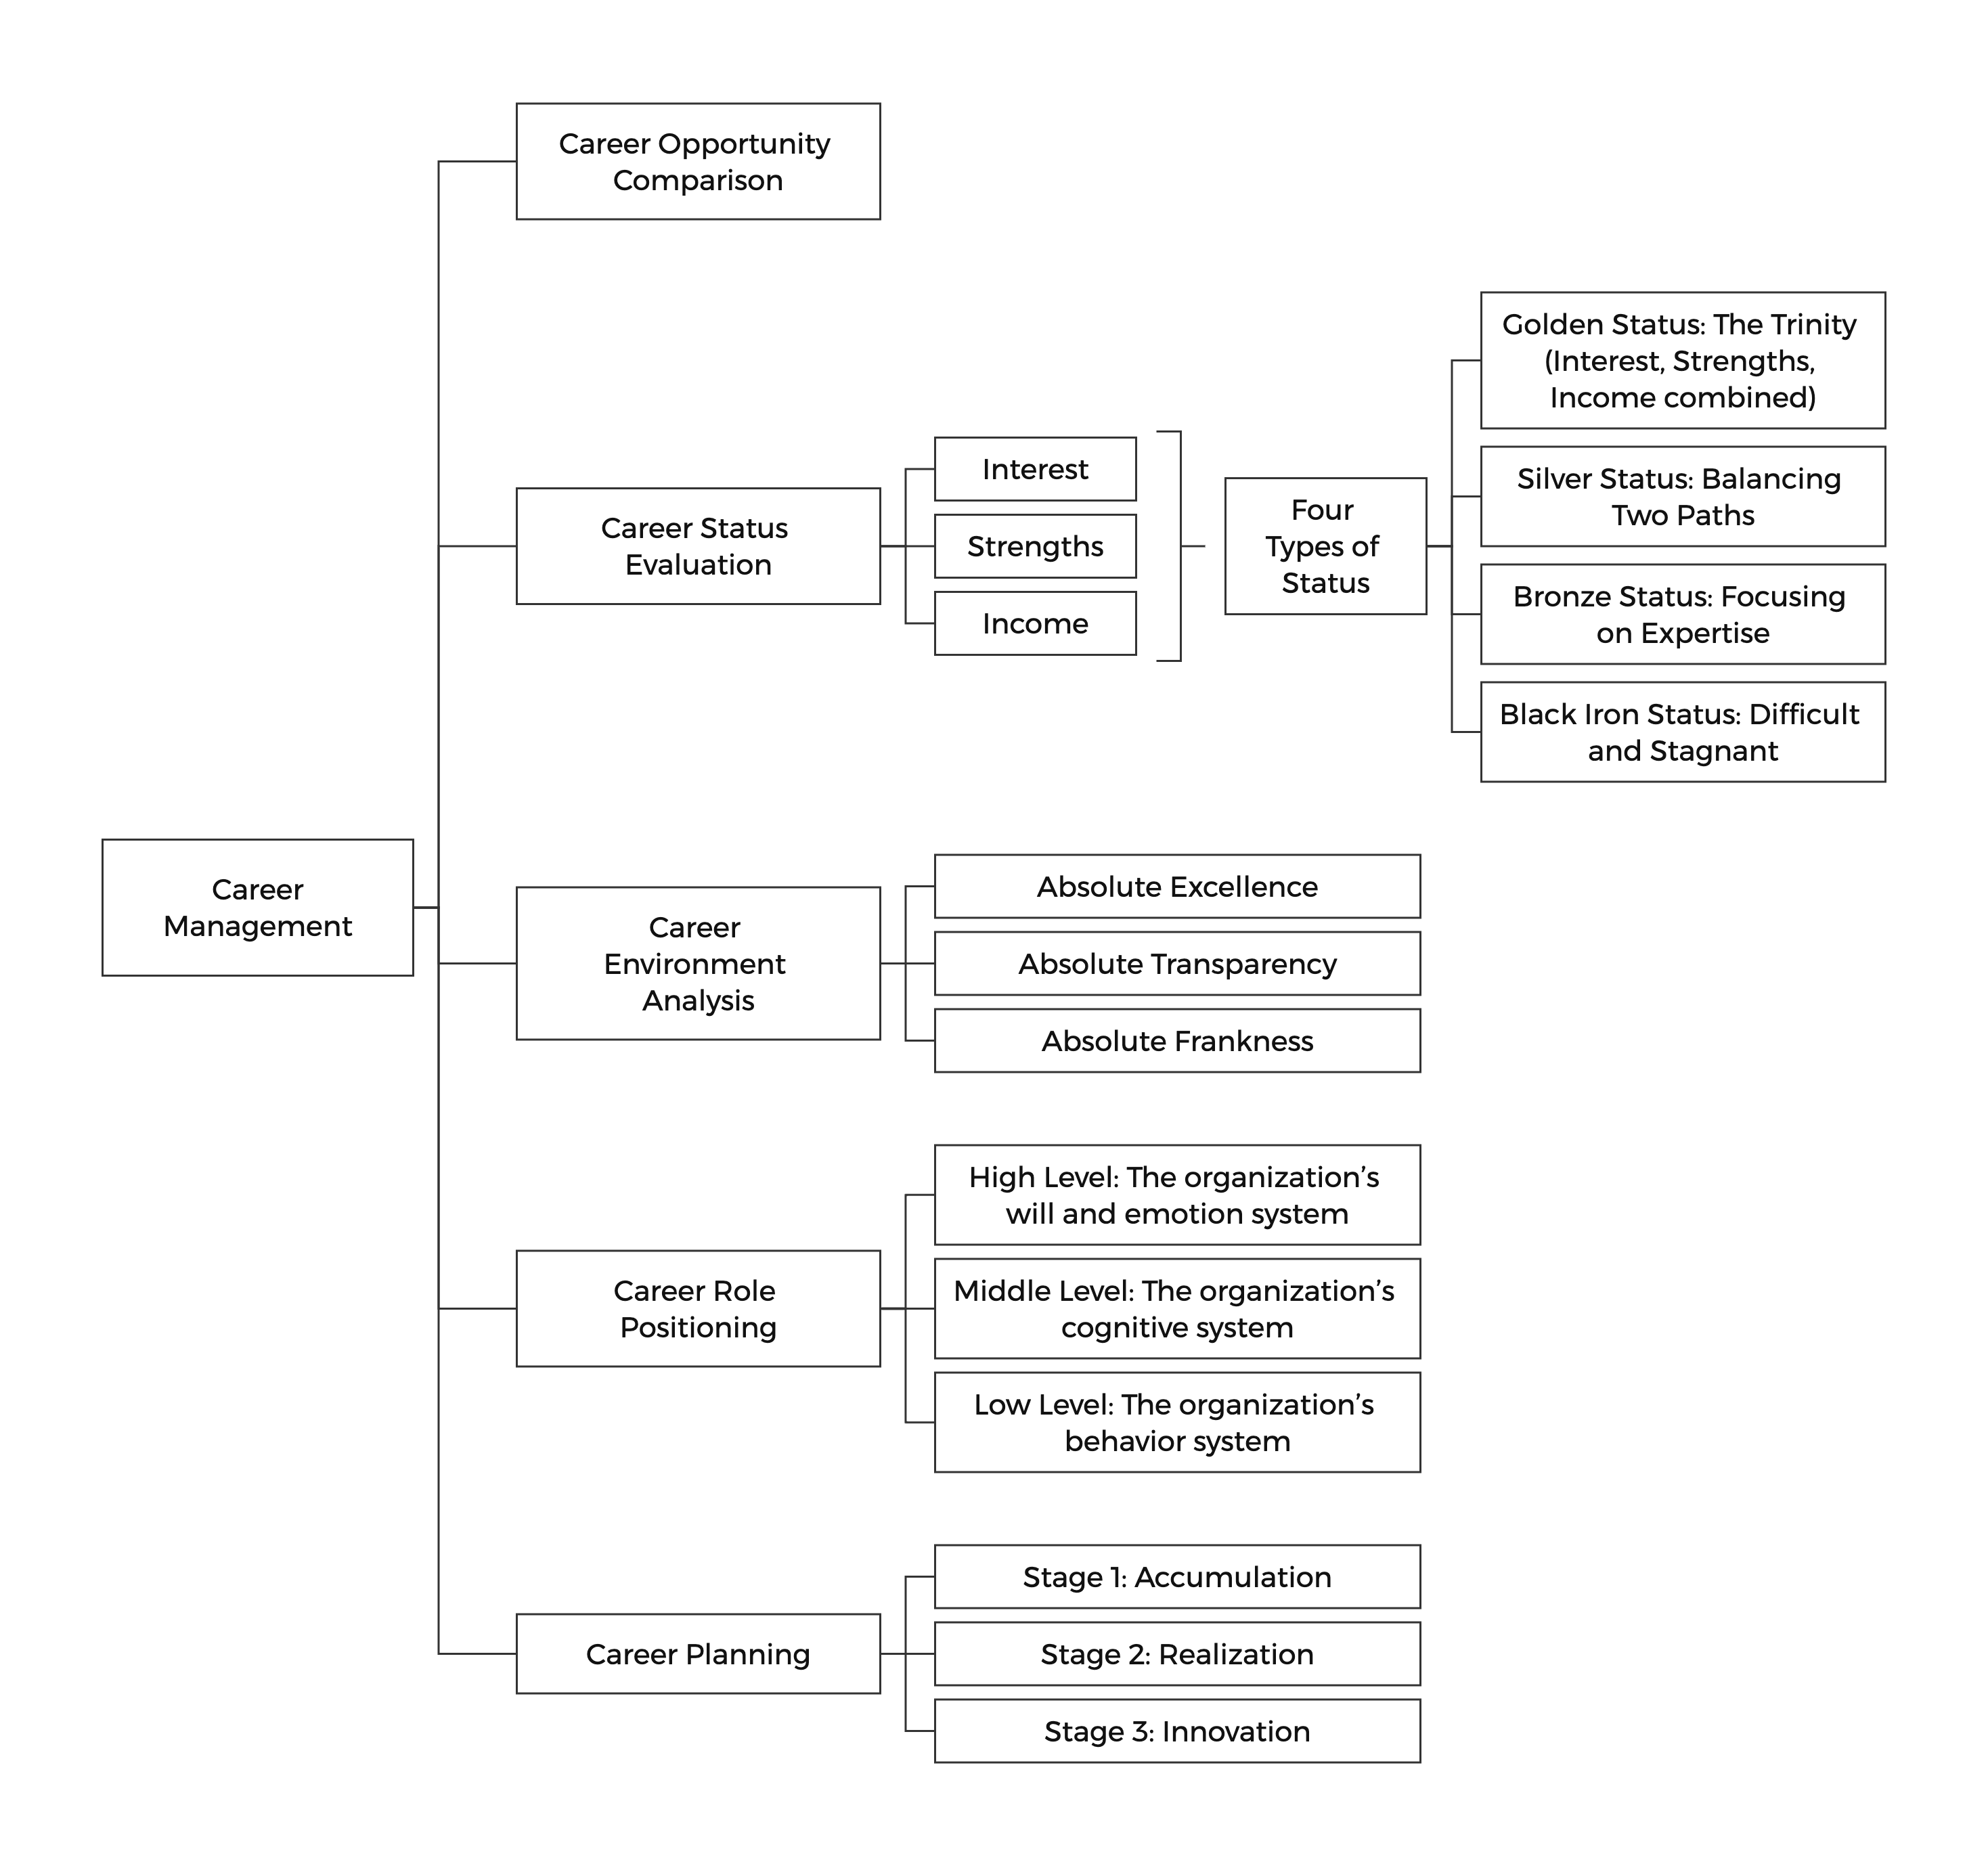 Career Opportunity
Comparison
Golden Status: The Trinity
(Interest, Strengths,
Income combined)
Silver Status: Balancing
Two Paths
Bronze Status: Focusing
on Expertise
Black Iron Status: Difficult
and Stagnant
Interest
Strengths
Income
Four
Types of
Status
Career Status
Evaluation
Career
Management
Career
Environment
Analysis
Absolute Excellence
Absolute Transparency
Absolute Frankness
Career Role
Positioning
High Level: The organization’s
will and emotion system
Middle Level: The organization’s
cognitive system
Low Level: The organization’s
behavior system
Career Planning
Stage 1: Accumulation
Stage 2: Realization
Stage 3: Innovation